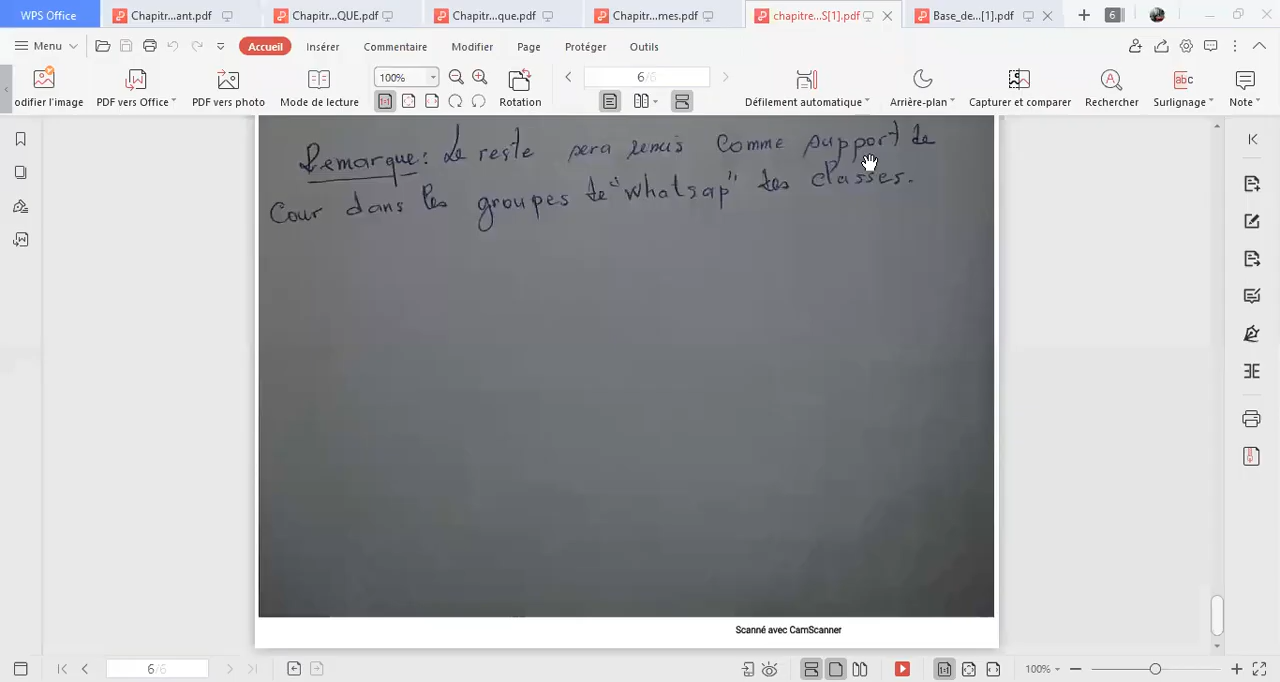 WPS Office
Chapitr...ant.pdf
Chapitr...QUE.pdf
Chapitr...que.pdf
Chapitr...mes.pdf
chapitre...S[1].pdf
Base_de...[1].pdf
6
Menu
Accueil
Insérer
Commentaire
Modifier
Page
Protéger
Outils
100%
6/6
odifier l'image
PDF vers Office
PDF vers photo
Mode de lecture
Rotation
Défilement automatique
Arrière-plan
Capturer et comparer
Rechercher
Surlignage
Note
Remarque : Le reste sera remis comme support de
Cour dans les groupes de "whatsap" des classes.
Scanné avec CamScanner
6/6
100%